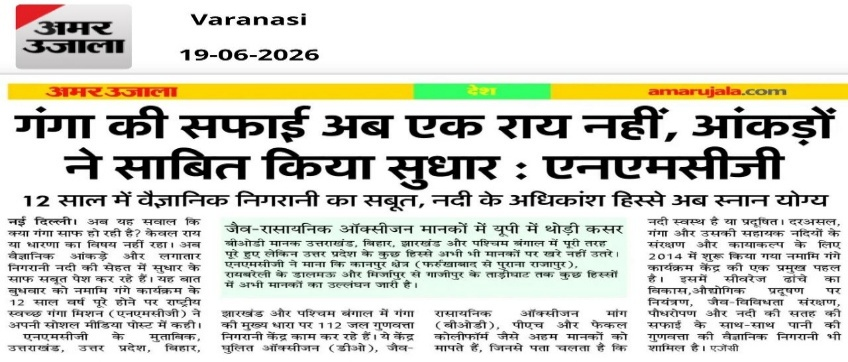 अमर
उजाला
Varanasi
19-06-2026
अमर उजाला
देश
amarujala.com
गंगा की सफाई अब एक राय नहीं, आंकड़ों
ने साबित किया सुधार : एनएमसीजी
12 साल में वैज्ञानिक निगरानी का सबूत, नदी के अधिकांश हिस्से अब स्नान योग्य
नई दिल्ली। अब यह सवाल कि
क्या गंगा साफ हो रही है? केवल राय
या धारणा का विषय नहीं रहा। अब
वैज्ञानिक आंकड़े और लगातार
निगरानी नदी की सेहत में सुधार के
साफ सबूत पेश कर रहे हैं। यह बात
बुधवार को नमामि गंगे कार्यक्रम के
12 साल वर्ष पूरे होने पर राष्ट्रीय
स्वच्छ गंगा मिशन (एनएमसीजी) ने
अपनी सोशल मीडिया पोस्ट में कही।
एनएमसीजी के मुताबिक,
उत्तराखंड, उत्तर प्रदेश, बिहार,
जैव-रासायनिक ऑक्सीजन मानकों में यूपी में थोड़ी कसर
बीओडी मानक उत्तराखंड, बिहार, झारखंड और पश्चिम बंगाल में पूरी तरह
पूरे हुए लेकिन उत्तर प्रदेश के कुछ हिस्से अभी भी मानकों पर खरे नहीं उतरे।
एनएमसीजी ने माना कि कानपुर क्षेत्र (फर्रुखाबाद से पुराना राजापुर),
रायबरेली के डालमऊ और मिर्जापुर से गाजीपुर के ताड़ीघाट तक कुछ हिस्सों
में अभी मानकों का उल्लंघन जारी है।
झारखंड और पश्चिम बंगाल में गंगा
की मुख्य धारा पर 112 जल गुणवत्ता
निगरानी केंद्र काम कर रहे हैं। ये केंद्र
घुलित ऑक्सीजन (डीओ), जैव-
रासायनिक ऑक्सीजन मांग
(बीओडी), पीएच और फेकल
कोलीफॉर्म जैसे अहम मानकों को
मापते हैं, जिनसे पता चलता है कि
नदी स्वस्थ है या प्रदूषित। दरअसल,
गंगा और उसकी सहायक नदियों के
संरक्षण और कायाकल्प के लिए
2014 में शुरू किया गया नमामि गंगे
कार्यक्रम केंद्र की एक प्रमुख पहल
है। इसमें सीवरेज ढांचे का
विकास,औद्योगिक प्रदूषण पर
नियंत्रण, जैव-विविधता संरक्षण,
पौधरोपण और नदी की सतह की
सफाई के साथ-साथ पानी की
गुणवत्ता की वैज्ञानिक निगरानी भी
शामिल है। एजेंसी